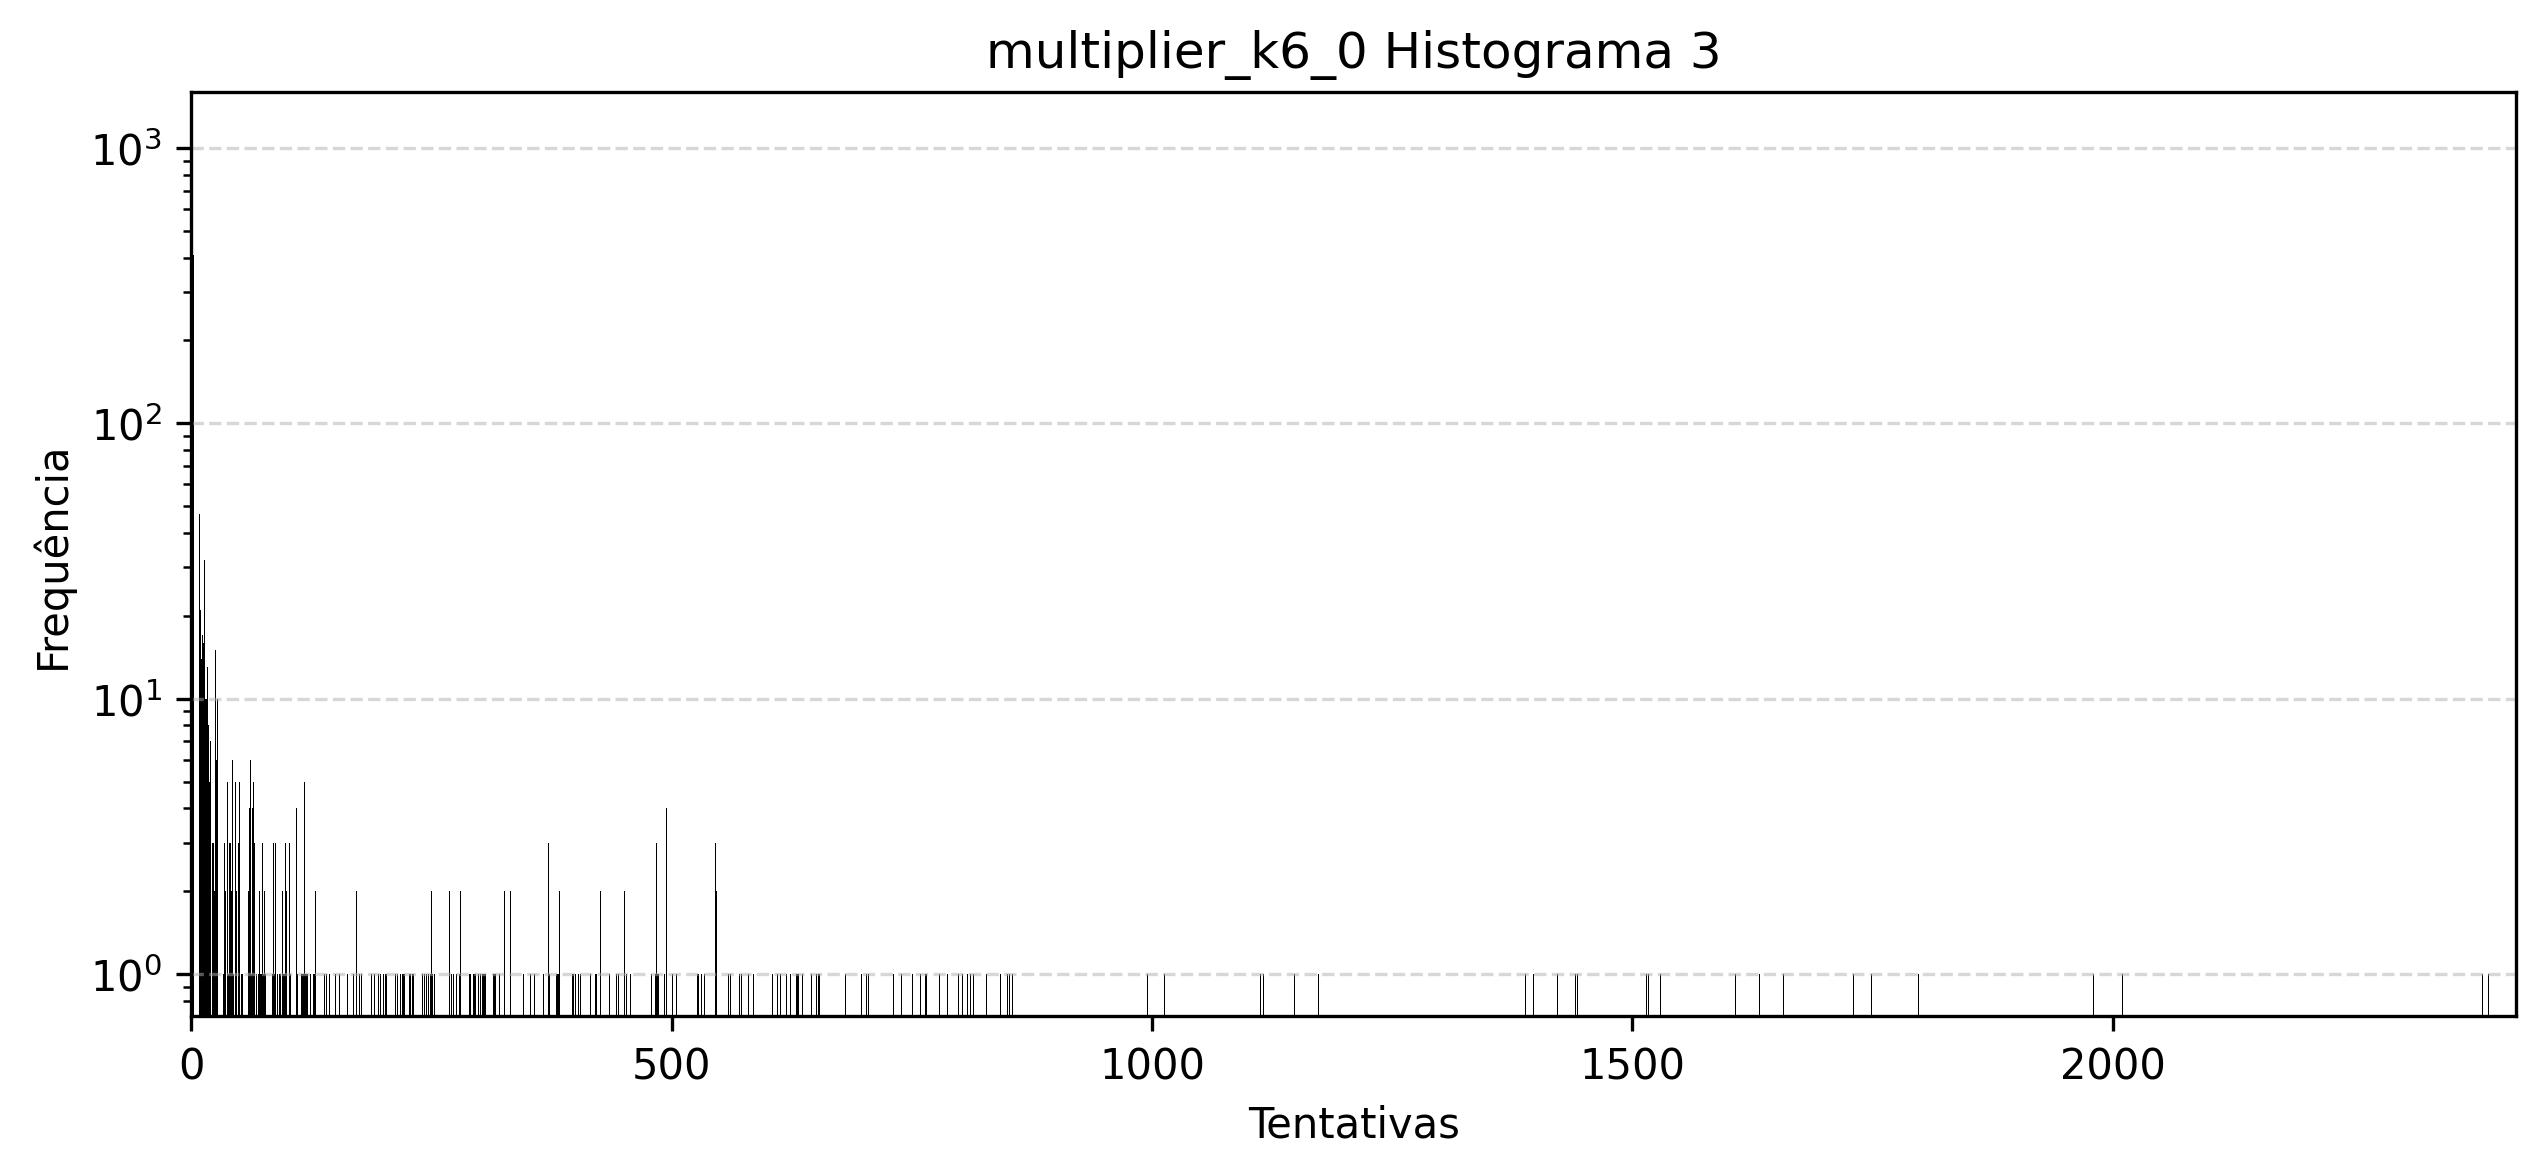 multiplier_k6_0 Histograma 3
Frequência
10³
10²
10¹
10⁰
0 500 1000 1500 2000
Tentativas